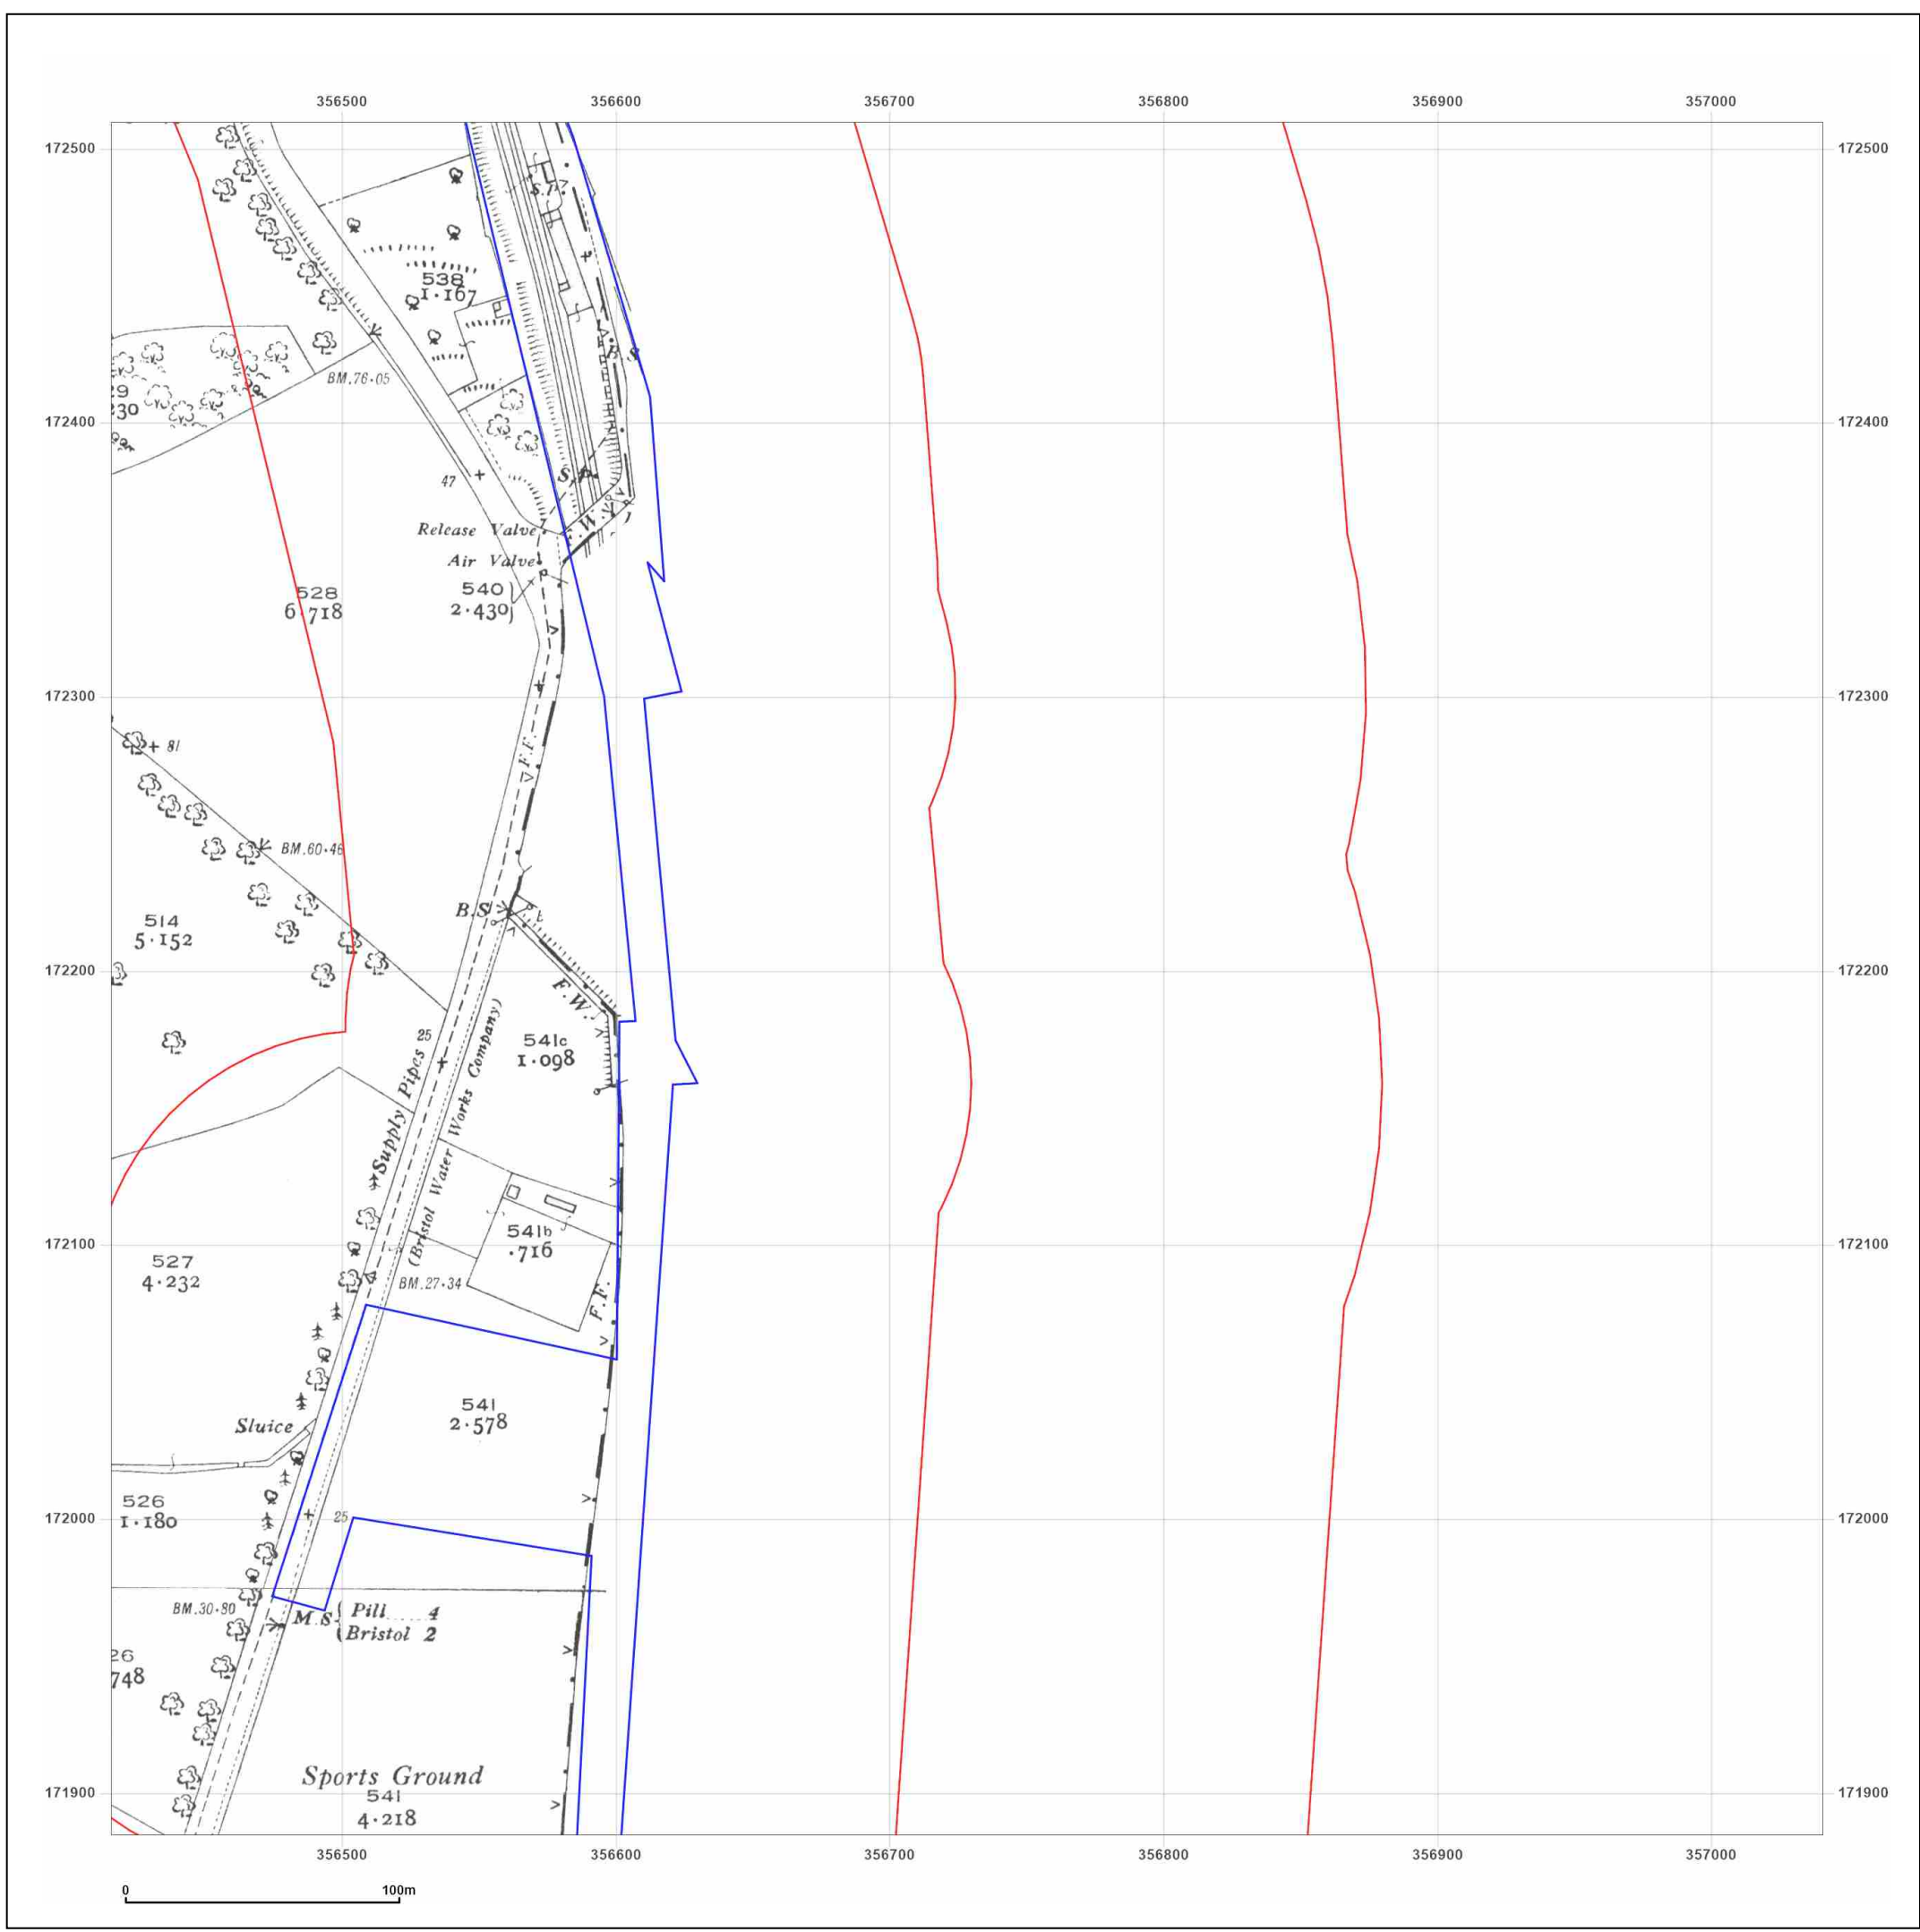 356500 356600 356700 356800 356900 357000
172500 172500
S.P.
538
1·167
B.S.
BM.76·05
29
230
172400 172400
47
S.P.
Release Valve
(W.Y.)
Air Valve
540
2·430
528
6·718
172300 172300
F.F.
+ 81
BM.60·46
B.S.
514
5·152
172200 172200
F.W.
25
541c
1·098
Supply Pipes
(Bristol Water Works Company)
541b
·716
172100 172100
527
4·232
BM.27·34
F.F.
541
2·578
Sluice
526
1·180
172000 172000
25
BM.30·80
M.S. Pill 4
Bristol 2
26
748
Sports Ground
541
4·218
171900 171900
356500 356600 356700 356800 356900 357000
0 100m